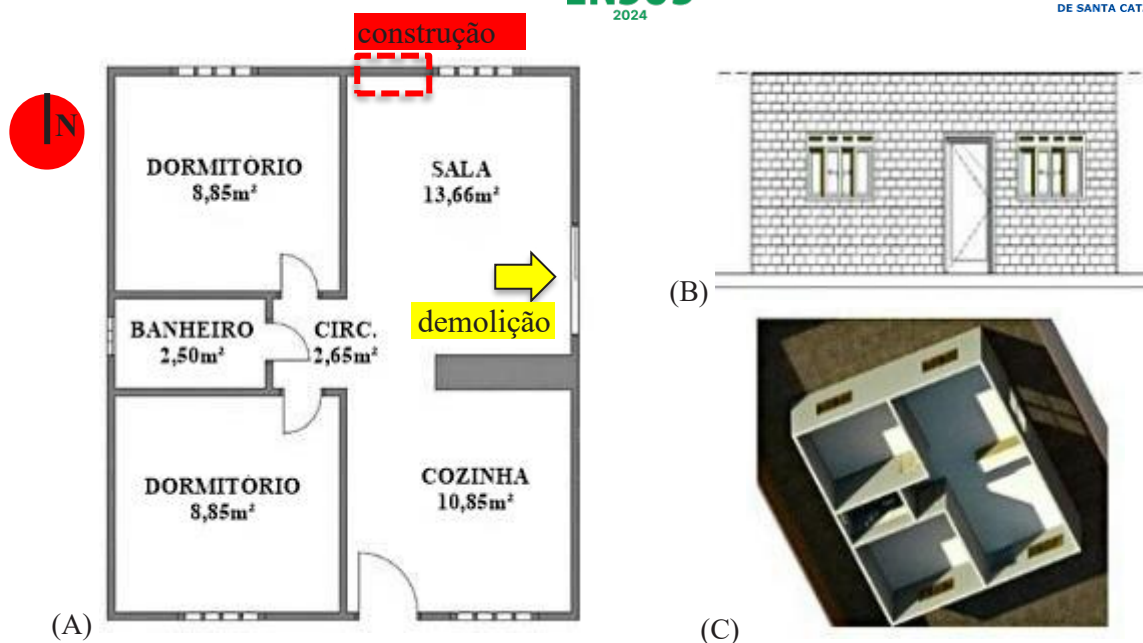 2024
DE SANTA CAT
construção
N
DORMITÓRIO
8,85m²
SALA
13,66m²
demolição
BANHEIRO
2,50m²
CIRC.
2,65m²
DORMITÓRIO
8,85m²
COZINHA
10,85m²
(A)
(B)
(C)